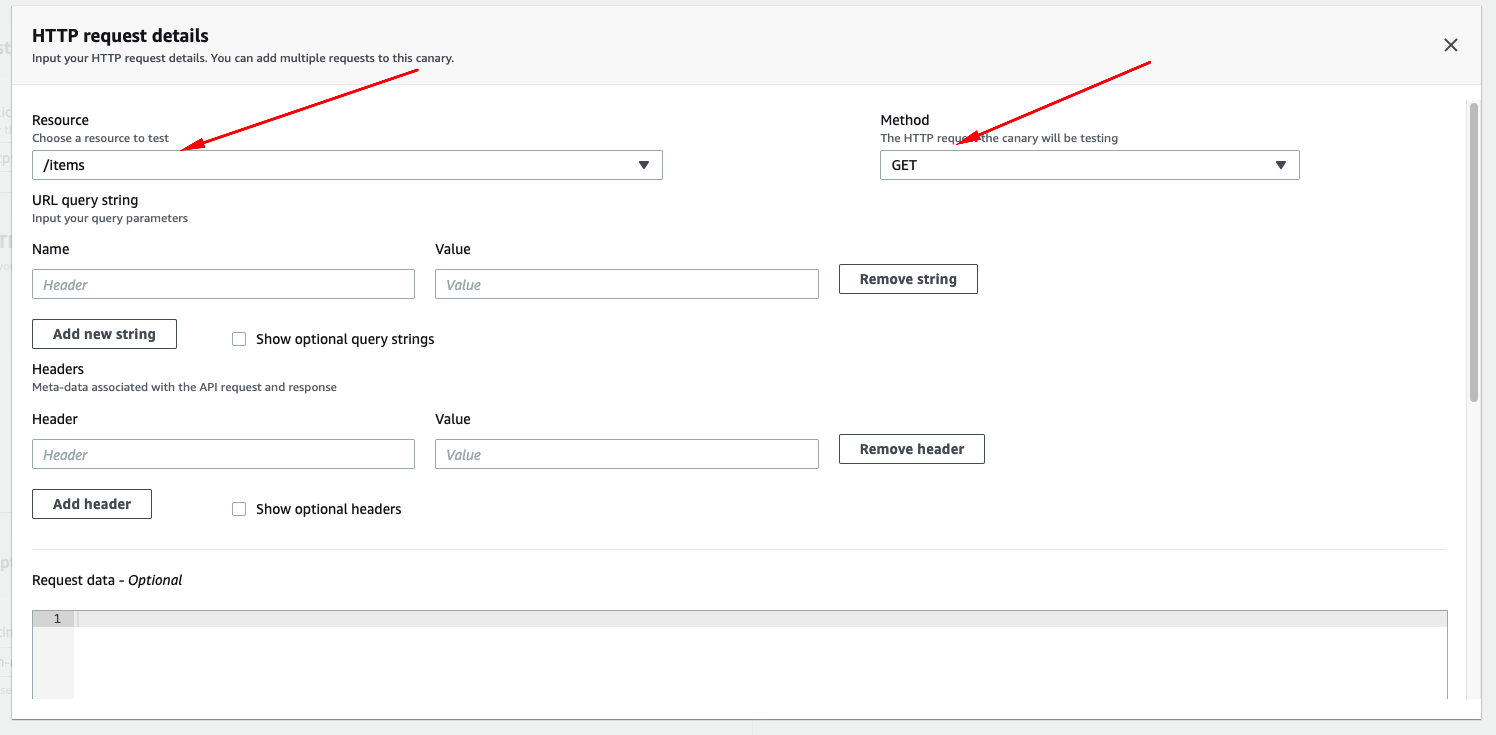 HTTP request details
Input your HTTP request details. You can add multiple requests to this canary.
Resource
Choose a resource to test
/items
Method
The HTTP request the canary will be testing
GET
URL query string
Input your query parameters
Name
Value
Header
Value
Remove string
Add new string
Show optional query strings
Headers
Meta-data associated with the API request and response
Header
Value
Header
Value
Remove header
Add header
Show optional headers
Request data - Optional
1